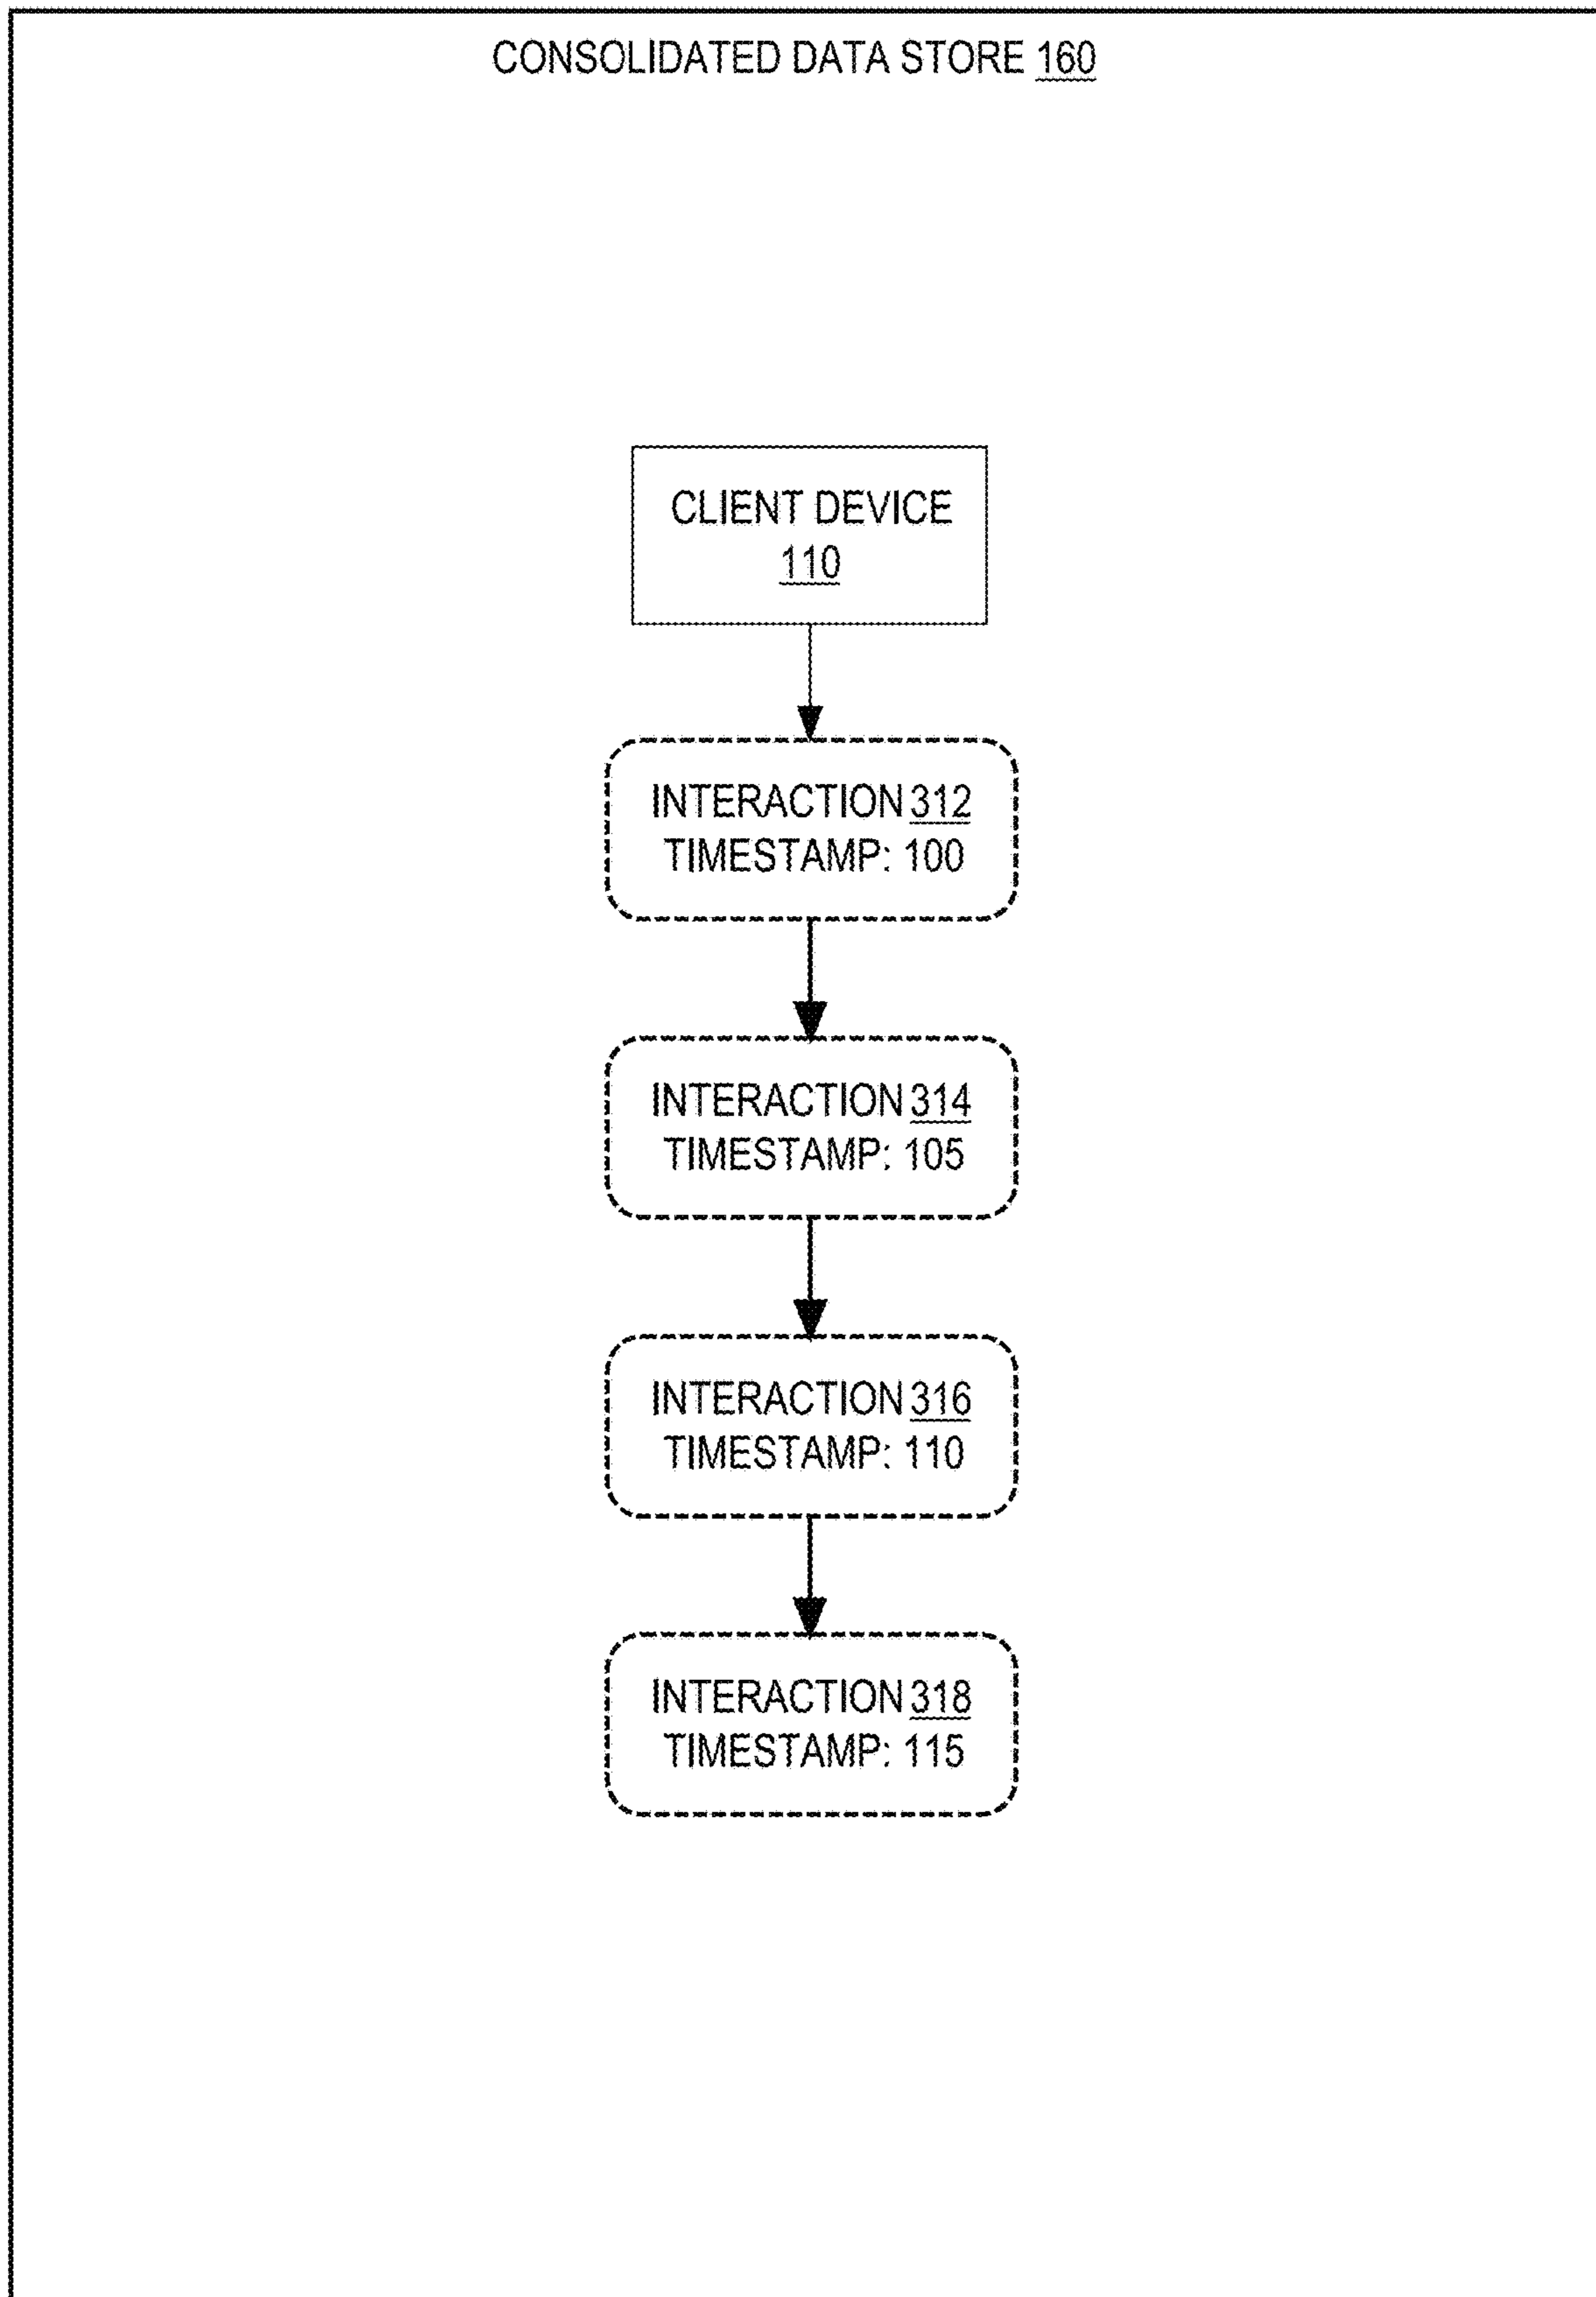 CONSOLIDATED DATA STORE 160
CLIENT DEVICE
110
INTERACTION 312
TIMESTAMP: 100
INTERACTION 314
TIMESTAMP: 105
INTERACTION 316
TIMESTAMP: 110
INTERACTION 318
TIMESTAMP: 115